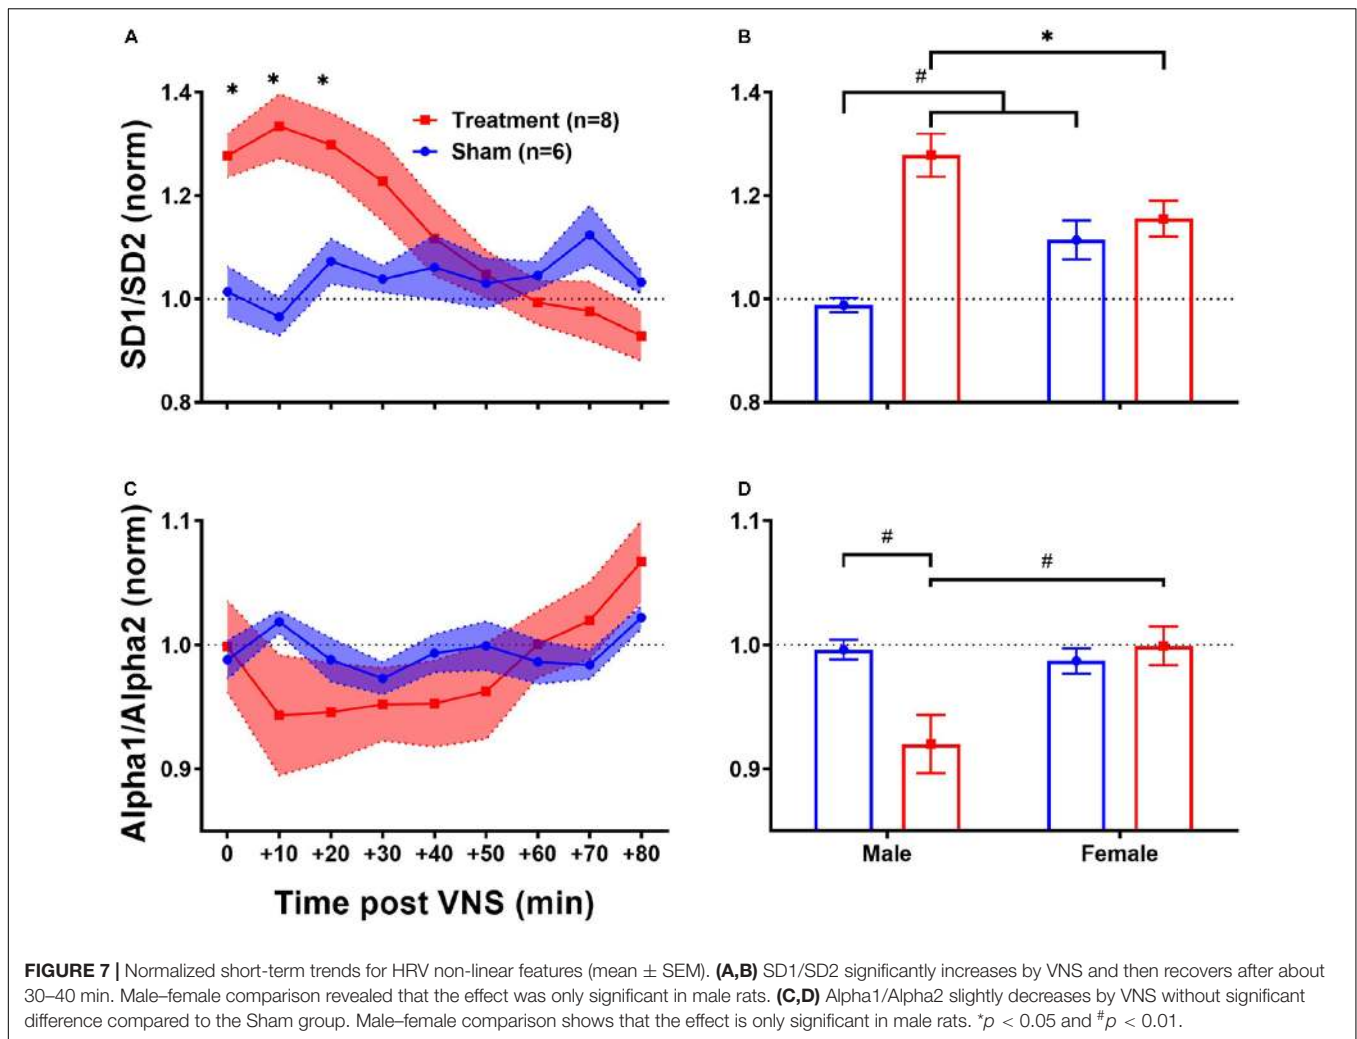 A
B
* * *
*
#
1.4
1.2
1.0
0.8
SD1/SD2 (norm)
Treatment (n=8)
Sham (n=6)
1.4
1.2
1.0
0.8
C
D
1.1
1.0
0.9
Alpha1/Alpha2 (norm)
0 +10 +20 +30 +40 +50 +60 +70 +80
Time post VNS (min)
1.1
1.0
0.9
# #
Male Female
FIGURE 7 | Normalized short-term trends for HRV non-linear features (mean ± SEM). (A,B) SD1/SD2 significantly increases by VNS and then recovers after about
30–40 min. Male–female comparison revealed that the effect was only significant in male rats. (C,D) Alpha1/Alpha2 slightly decreases by VNS without significant
difference compared to the Sham group. Male–female comparison shows that the effect is only significant in male rats. *p < 0.05 and #p < 0.01.